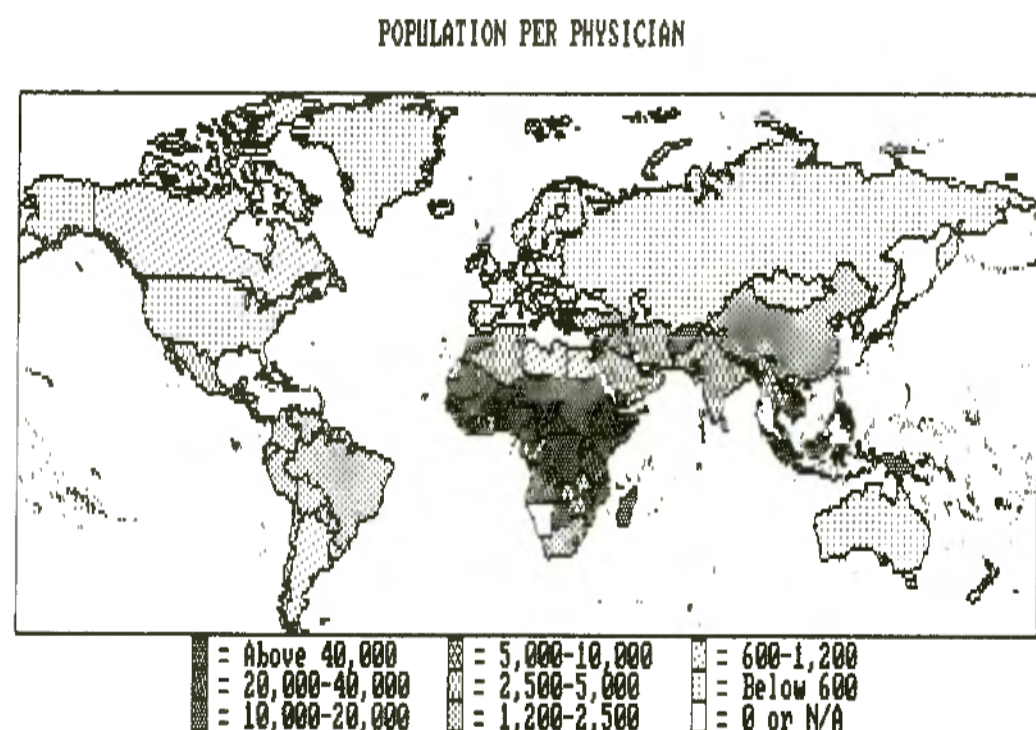 POPULATION PER PHYSICIAN
= Above 40,000
= 20,000-40,000
= 10,000-20,000
= 5,000-10,000
= 2,500-5,000
= 1,200-2,500
= 600-1,200
= Below 600
= 0 or N/A